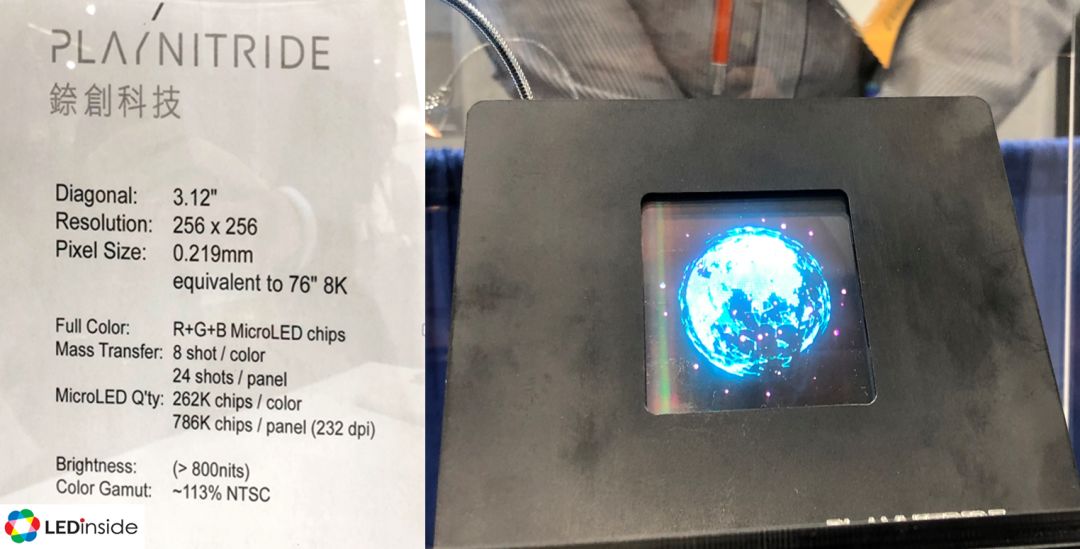 PLAYNITRIDE
錼創科技
Diagonal: 3.12"
Resolution: 256 x 256
Pixel Size: 0.219mm
equivalent to 76" 8K
Full Color: R+G+B MicroLED chips
Mass Transfer: 8 shot / color
24 shots / panel
MicroLED Q'ty: 262K chips / color
786K chips / panel (232 dpi)
Brightness: (> 800nits)
Color Gamut: ~113% NTSC
LEDinside